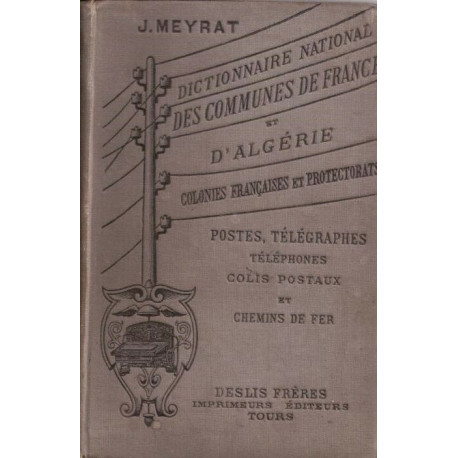 J. MEYRAT
DICTIONNAIRE NATIONAL
DES COMMUNES DE FRANCE
ET
D'ALGÉRIE
COLONIES FRANÇAISES ET PROTECTORATS
POSTES, TÉLÉGRAPHES
TÉLÉPHONES
COLIS POSTAUX
ET
CHEMINS DE FER
DESLIS FRÈRES
IMPRIMEURS ÉDITEURS
TOURS